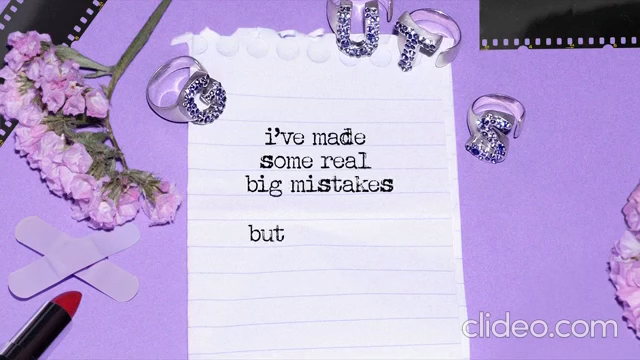 i've made
some real
big mistakes
but
clideo.com